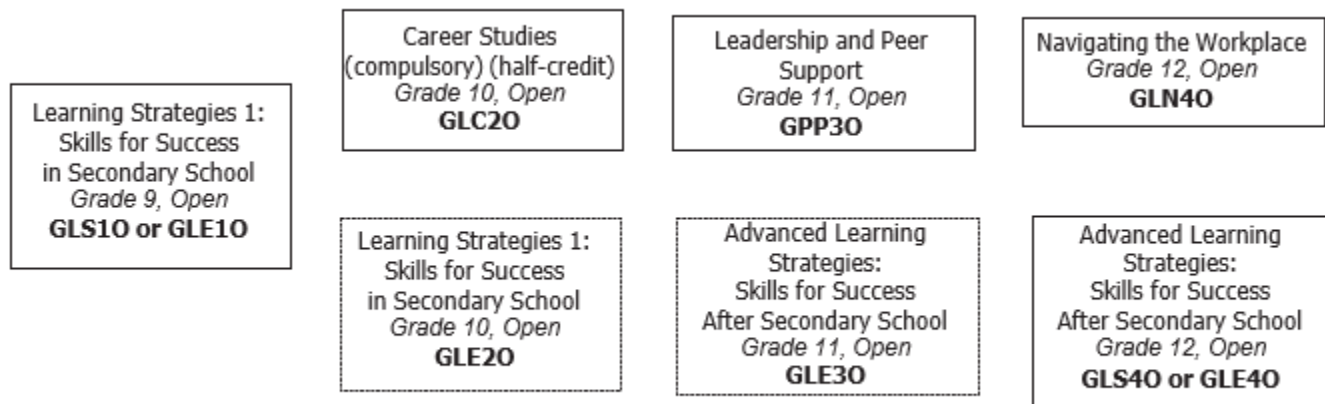 Learning Strategies 1:
Skills for Success
in Secondary School
Grade 9, Open
GLS1O or GLE1O
Career Studies
(compulsory) (half-credit)
Grade 10, Open
GLC2O
Leadership and Peer
Support
Grade 11, Open
GPP3O
Navigating the Workplace
Grade 12, Open
GLN4O
Learning Strategies 1:
Skills for Success
in Secondary School
Grade 10, Open
GLE2O
Advanced Learning
Strategies:
Skills for Success
After Secondary School
Grade 11, Open
GLE3O
Advanced Learning
Strategies:
Skills for Success
After Secondary School
Grade 12, Open
GLS4O or GLE4O